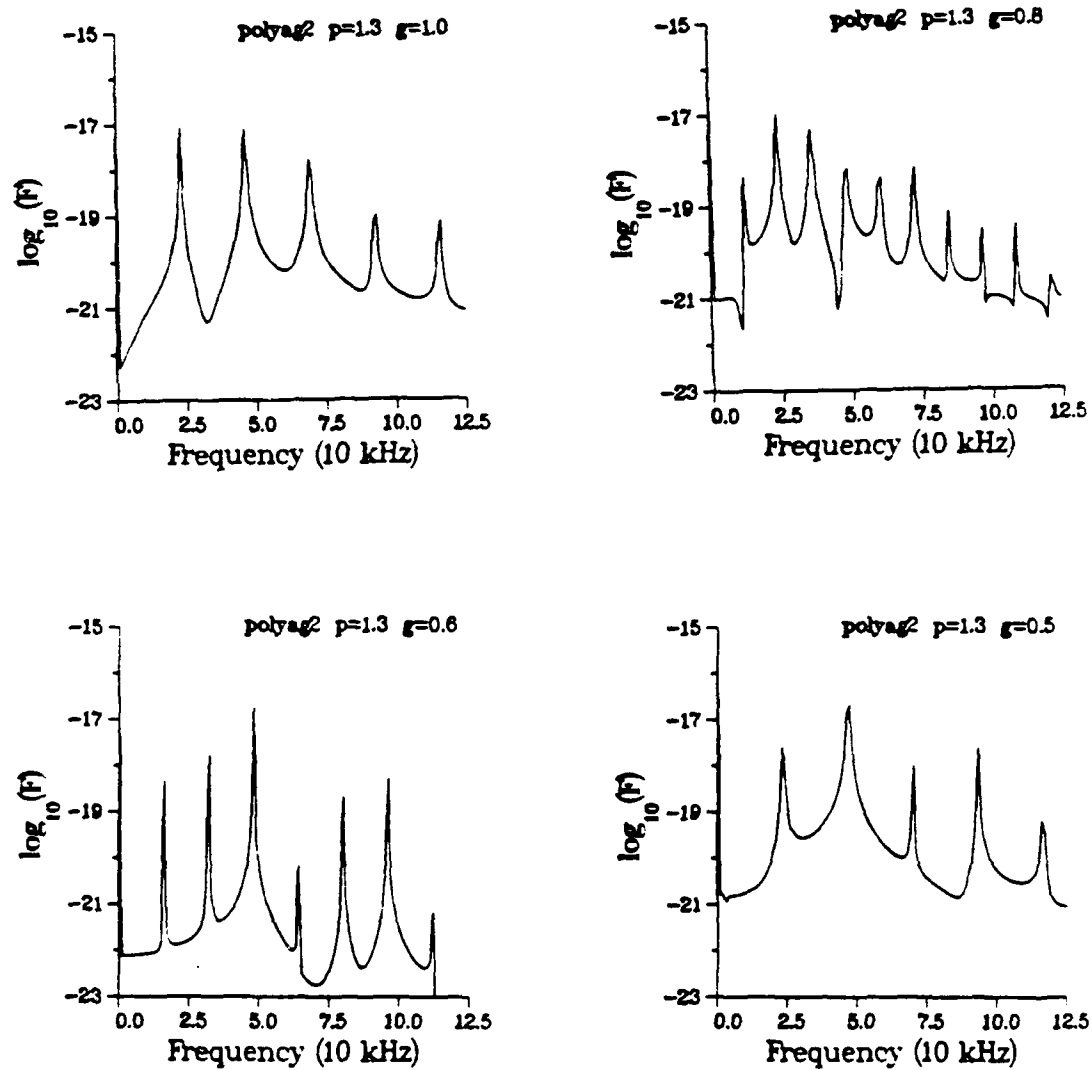 polyag2 p=1.3 g=1.0
log10(F)
-15
-17
-19
-21
-23
0.0 2.5 5.0 7.5 10.0 12.5
Frequency (10 kHz)
polyag2 p=1.3 g=0.8
log10(F)
-15
-17
-19
-21
-23
0.0 2.5 5.0 7.5 10.0 12.5
Frequency (10 kHz)
polyag2 p=1.3 g=0.6
log10(F)
-15
-17
-19
-21
-23
0.0 2.5 5.0 7.5 10.0 12.5
Frequency (10 kHz)
polyag2 p=1.3 g=0.5
log10(F)
-15
-17
-19
-21
-23
0.0 2.5 5.0 7.5 10.0 12.5
Frequency (10 kHz)